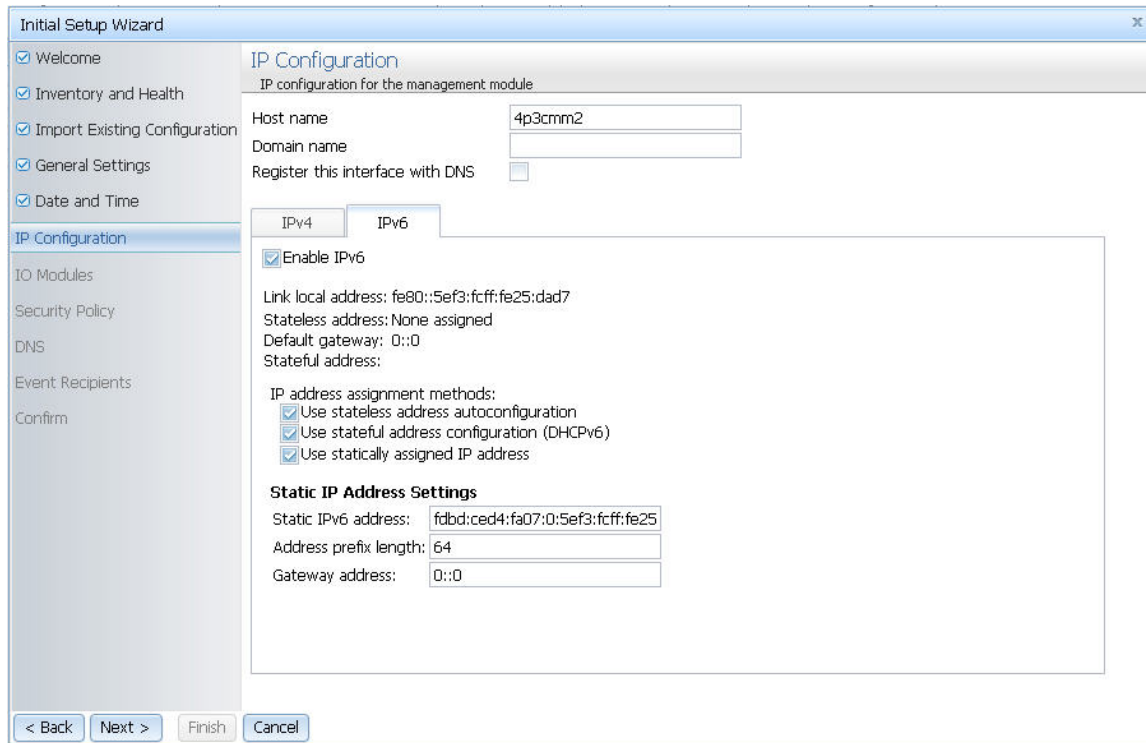 Initial Setup Wizard
x
Welcome
Inventory and Health
Import Existing Configuration
General Settings
Date and Time
IP Configuration
IO Modules
Security Policy
DNS
Event Recipients
Confirm
IP Configuration
IP configuration for the management module
Host name 4p3cmm2
Domain name
Register this interface with DNS
IPv4 IPv6
Enable IPv6
Link local address: fe80::5ef3:fcff:fe25:dad7
Stateless address: None assigned
Default gateway: 0::0
Stateful address:
IP address assignment methods:
Use stateless address autoconfiguration
Use stateful address configuration (DHCPv6)
Use statically assigned IP address
Static IP Address Settings
Static IPv6 address: fdbd:ced4:fa07:0:5ef3:fcff:fe25
Address prefix length: 64
Gateway address: 0::0
< Back Next > Finish Cancel